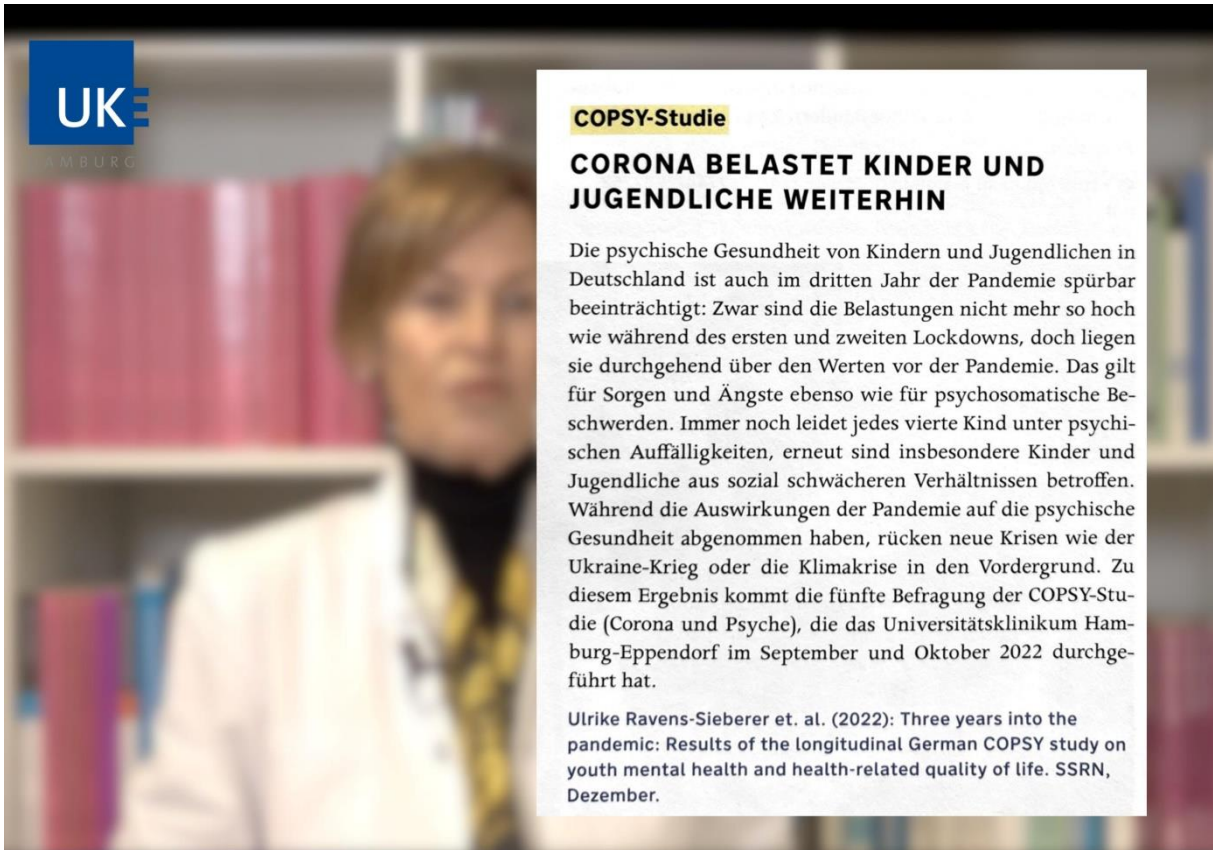 UKE
HAMBURG
COPSY-Studie
CORONA BELASTET KINDER UND
JUGENDLICHE WEITERHIN
Die psychische Gesundheit von Kindern und Jugendlichen in
Deutschland ist auch im dritten Jahr der Pandemie spürbar
beeinträchtigt: Zwar sind die Belastungen nicht mehr so hoch
wie während des ersten und zweiten Lockdowns, doch liegen
sie durchgehend über den Werten vor der Pandemie. Das gilt
für Sorgen und Ängste ebenso wie für psychosomatische Be-
schwerden. Immer noch leidet jedes vierte Kind unter psychi-
schen Auffälligkeiten, erneut sind insbesondere Kinder und
Jugendliche aus sozial schwächeren Verhältnissen betroffen.
Während die Auswirkungen der Pandemie auf die psychische
Gesundheit abgenommen haben, rücken neue Krisen wie der
Ukraine-Krieg oder die Klimakrise in den Vordergrund. Zu
diesem Ergebnis kommt die fünfte Befragung der COPSY-Stu-
die (Corona und Psyche), die das Universitätsklinikum Ham-
burg-Eppendorf im September und Oktober 2022 durchge-
führt hat.
Ulrike Ravens-Sieberer et. al. (2022): Three years into the
pandemic: Results of the longitudinal German COPSY study on
youth mental health and health-related quality of life. SSRN,
Dezember.